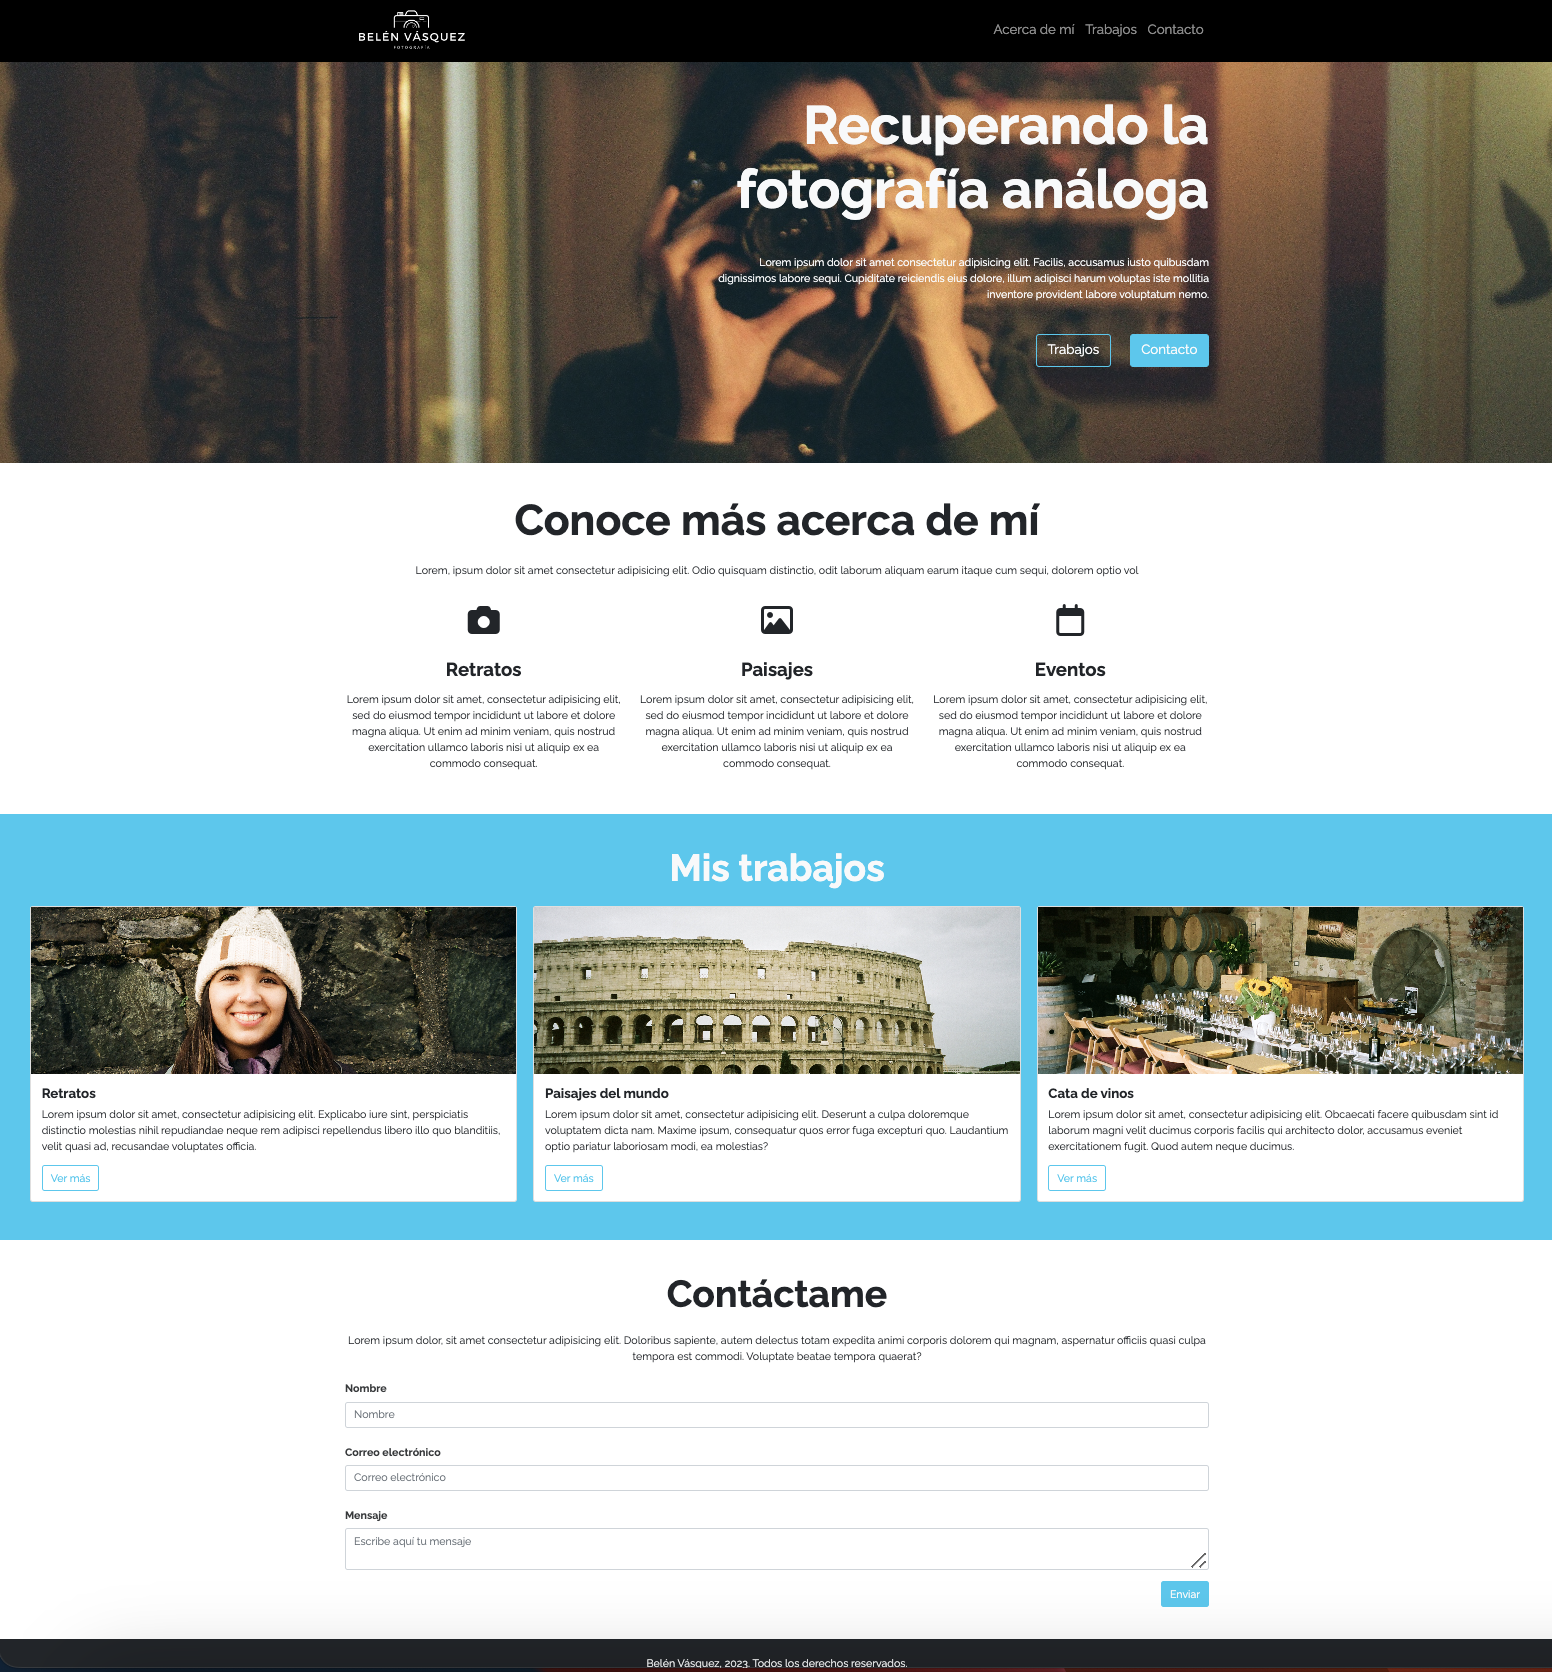 BELÉN VÁSQUEZ
FOTOGRAFÍA
Acerca de mí Trabajos Contacto
Recuperando la
fotografía análoga
Lorem ipsum dolor sit amet consectetur adipisicing elit. Facilis, accusamus iusto quibusdam
dignissimos labore sequi. Cupiditate reiciendis eius dolore, illum adipisci harum voluptas iste mollitia
inventore provident labore voluptatum nemo.
Trabajos Contacto
Conoce más acerca de mí
Lorem, ipsum dolor sit amet consectetur adipisicing elit. Odio quisquam distinctio, odit laborum aliquam earum itaque cum sequi, dolorem optio vol
Retratos
Lorem ipsum dolor sit amet, consectetur adipisicing elit,
sed do eiusmod tempor incididunt ut labore et dolore
magna aliqua. Ut enim ad minim veniam, quis nostrud
exercitation ullamco laboris nisi ut aliquip ex ea
commodo consequat.
Paisajes
Lorem ipsum dolor sit amet, consectetur adipisicing elit,
sed do eiusmod tempor incididunt ut labore et dolore
magna aliqua. Ut enim ad minim veniam, quis nostrud
exercitation ullamco laboris nisi ut aliquip ex ea
commodo consequat.
Eventos
Lorem ipsum dolor sit amet, consectetur adipisicing elit,
sed do eiusmod tempor incididunt ut labore et dolore
magna aliqua. Ut enim ad minim veniam, quis nostrud
exercitation ullamco laboris nisi ut aliquip ex ea
commodo consequat.
Mis trabajos
Retratos
Lorem ipsum dolor sit amet, consectetur adipisicing elit. Explicabo iure sint, perspiciatis
distinctio molestias nihil repudiandae neque rem adipisci repellendus libero illo quo blanditiis,
velit quasi ad, recusandae voluptates officia.
Ver más
Paisajes del mundo
Lorem ipsum dolor sit amet, consectetur adipisicing elit. Deserunt a culpa doloremque
voluptatem dicta nam. Maxime ipsum, consequatur quos error fuga excepturi quo. Laudantium
optio pariatur laboriosam modi, ea molestias?
Ver más
Cata de vinos
Lorem ipsum dolor sit amet, consectetur adipisicing elit. Obcaecati facere quibusdam sint id
laborum magni velit ducimus corporis facilis qui architecto dolor, accusamus eveniet
exercitationem fugit. Quod autem neque ducimus.
Ver más
Contáctame
Lorem ipsum dolor, sit amet consectetur adipisicing elit. Doloribus sapiente, autem delectus totam expedita animi corporis dolorem qui magnam, aspernatur officiis quasi culpa
tempora est commodi. Voluptate beatae tempora quaerat?
Nombre
Nombre
Correo electrónico
Correo electrónico
Mensaje
Escribe aquí tu mensaje
Enviar
Belén Vásquez, 2023. Todos los derechos reservados.